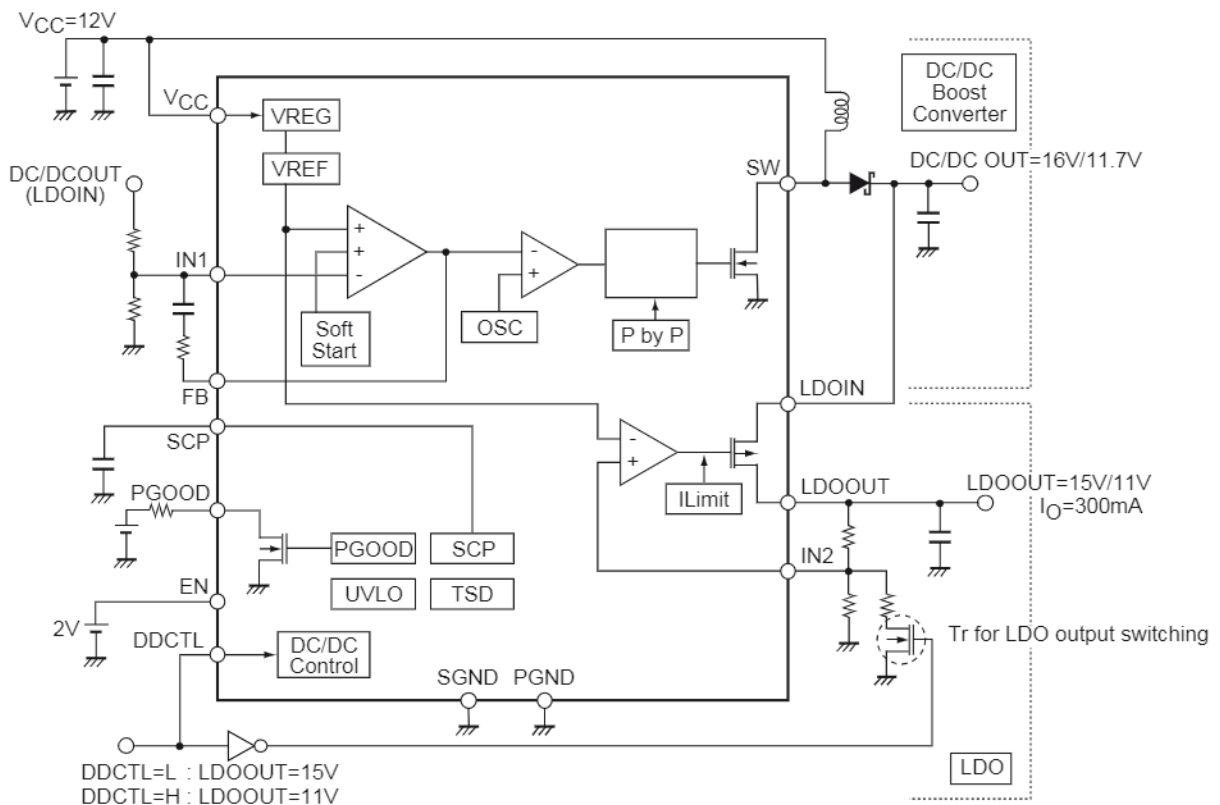 VCC=12V
DC/DC
Boost
Converter
VCC
VREG
VREF
DC/DCOUT
(LDOIN)
SW
DC/DC OUT=16V/11.7V
+
+
-
-
+
IN1
Soft
Start
OSC
P by P
FB
LDOIN
SCP
-
+
ILimit
LDOOUT
LDOOUT=15V/11V
IO=300mA
PGOOD
PGOOD
SCP
IN2
EN
UVLO
TSD
2V
DDCTL
DC/DC
Control
Tr for LDO output switching
SGND
PGND
LDO
DDCTL=L : LDOOUT=15V
DDCTL=H : LDOOUT=11V